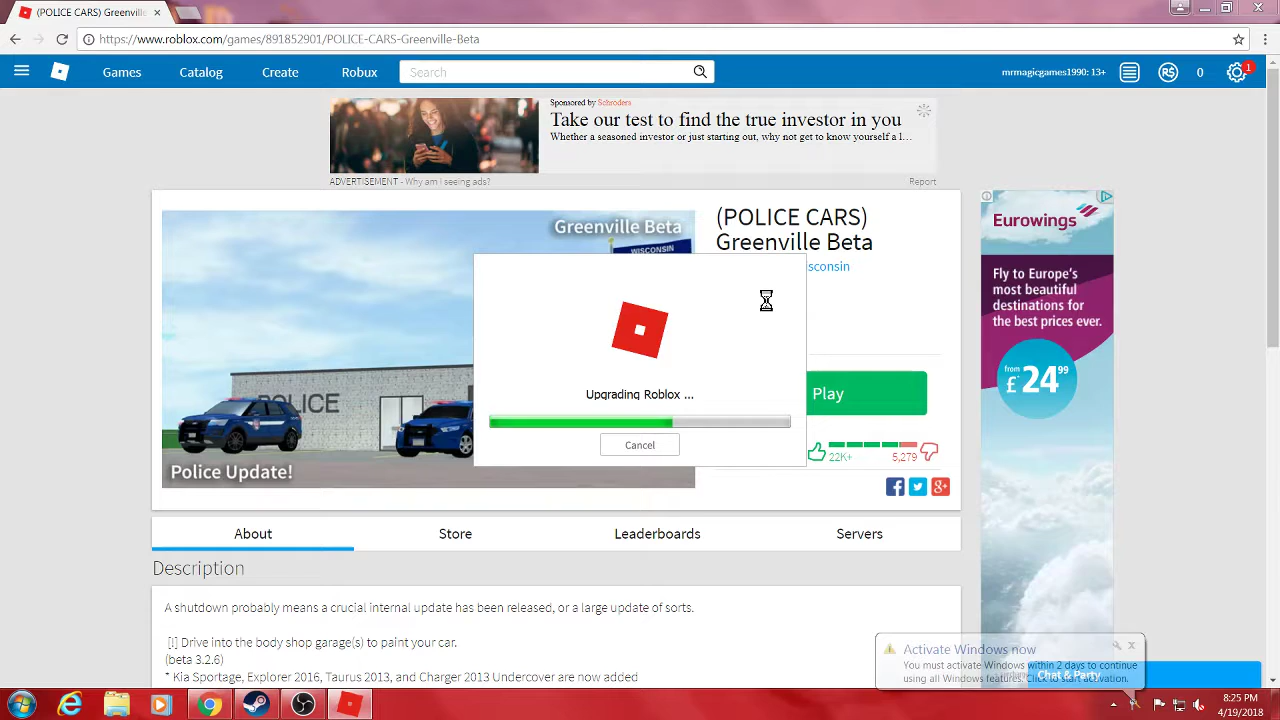 (POLICE CARS) Greenvill
https://www.roblox.com/games/891852901/POLICE-CARS-Greenville-Beta
Games
Catalog
Create
Robux
Search
mrmagicgames1990: 13+
R$
0
1
Sponsored by Schroders
Take our test to find the true investor in you
Whether a seasoned investor or just starting out, why not get to know yourself a l...
ADVERTISEMENT - Why am I seeing ads?
Report
Greenville Beta
WISCONSIN
POLICE
Police Update!
(POLICE CARS)
Greenville Beta
sconsin
Upgrading Roblox ...
Cancel
Play
22K+
5,279
Eurowings
Fly to Europe's
most beautiful
destinations for
the best prices ever.
from
£24.99
About
Store
Leaderboards
Servers
Description
A shutdown probably means a crucial internal update has been released, or a large update of sorts.
[!] Drive into the body shop garage(s) to paint your car.
(beta 3.2.6)
* Kia Sportage, Explorer 2016, Taurus 2013, and Charger 2013 Undercover are now added
Activate Windows now
You must activate Windows within 2 days to continue
using all Windows features. Click to start activation.
Chat & Party
8:25 PM
4/19/2018